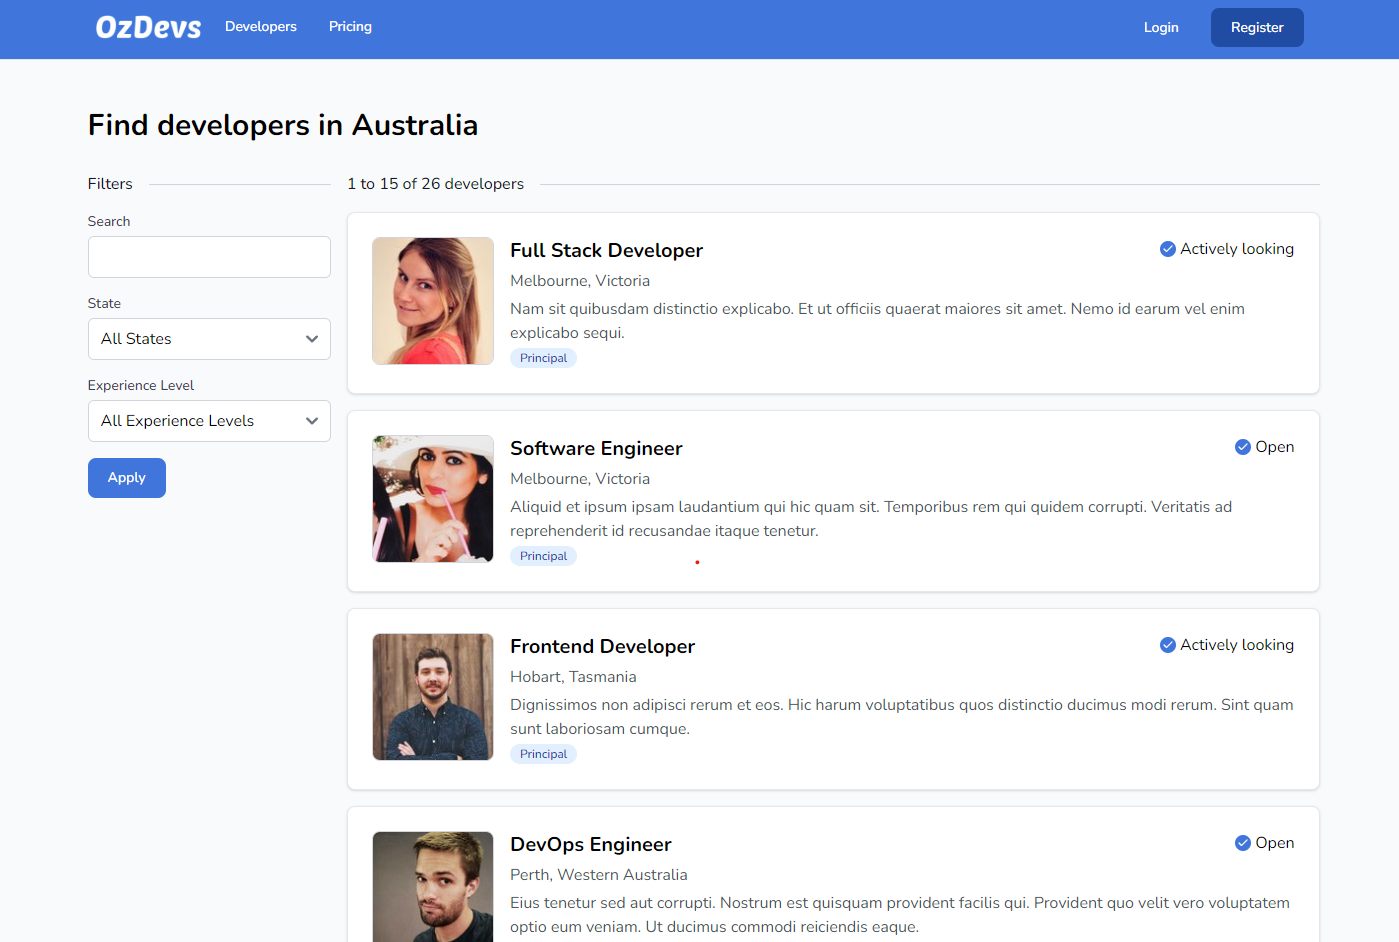 OzDevs Developers Pricing Login Register
Find developers in Australia
Filters
Search
State
All States
Experience Level
All Experience Levels
Apply
1 to 15 of 26 developers
Full Stack Developer
Actively looking
Melbourne, Victoria
Nam sit quibusdam distinctio explicabo. Et ut officiis quaerat maiores sit amet. Nemo id earum vel enim
explicabo sequi.
Principal
Software Engineer
Open
Melbourne, Victoria
Aliquid et ipsum ipsam laudantium qui hic quam sit. Temporibus rem qui quidem corrupti. Veritatis ad
reprehenderit id recusandae itaque tenetur.
Principal
Frontend Developer
Actively looking
Hobart, Tasmania
Dignissimos non adipisci rerum et eos. Hic harum voluptatibus quos distinctio ducimus modi rerum. Sint quam
sunt laboriosam cumque.
Principal
DevOps Engineer
Open
Perth, Western Australia
Eius tenetur sed aut corrupti. Nostrum est quisquam provident facilis qui. Provident quo velit vero voluptatem
optio eum veniam. Ut ducimus commodi reiciendis eaque.